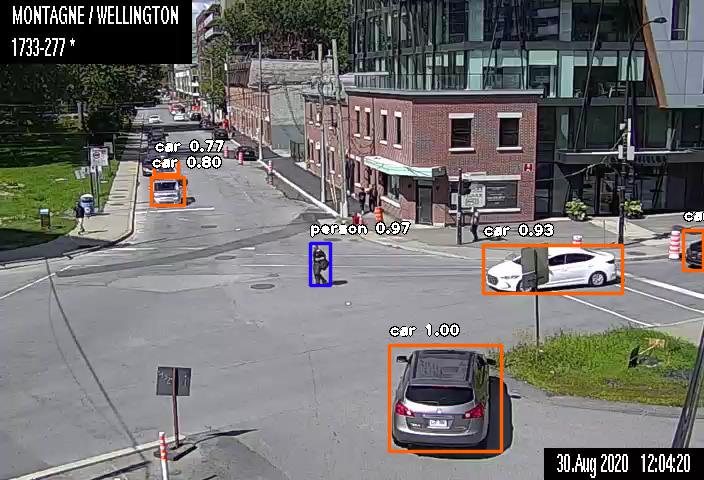 MONTAGNE / WELLINGTON
1733-277 *
car 0.77
car 0.80
person 0.97
car 0.93
car 1.00
30.Aug 2020 12:04:20